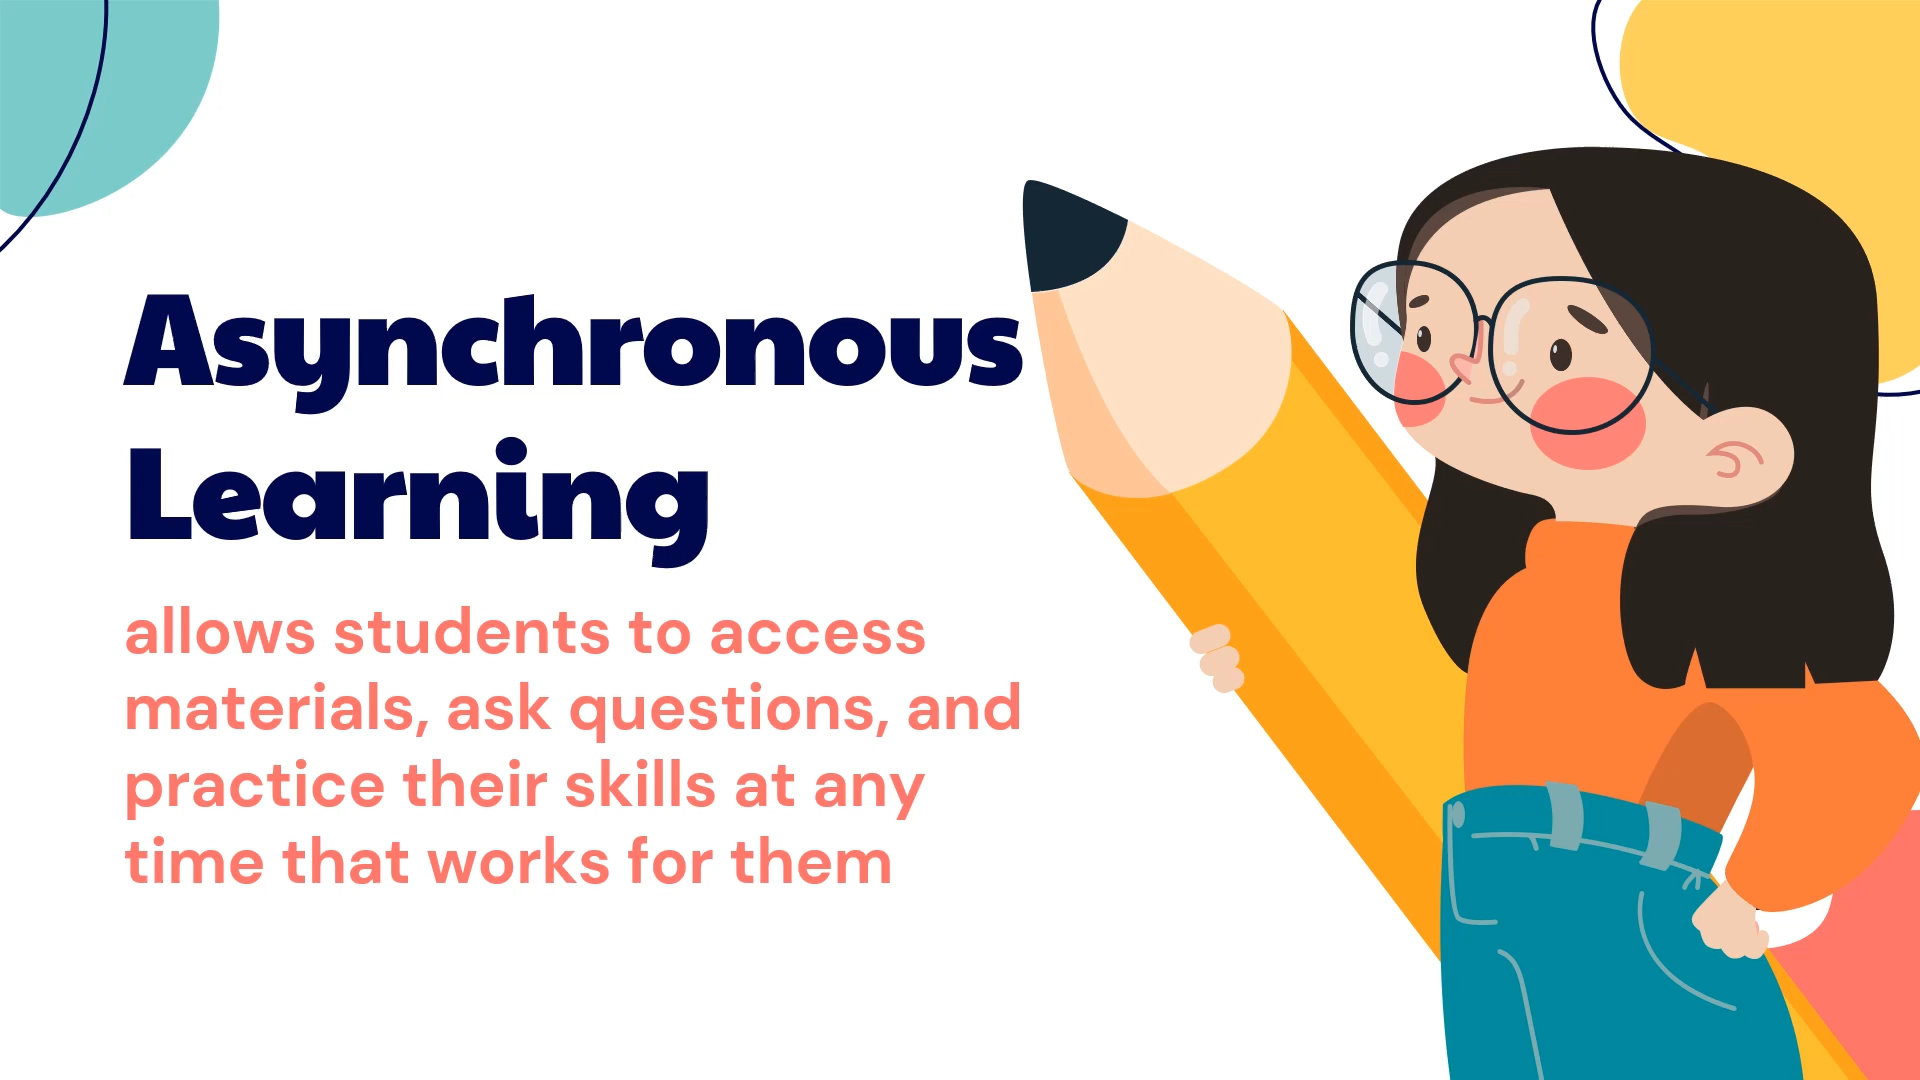 Asynchronous
Learning
allows students to access
materials, ask questions, and
practice their skills at any
time that works for them